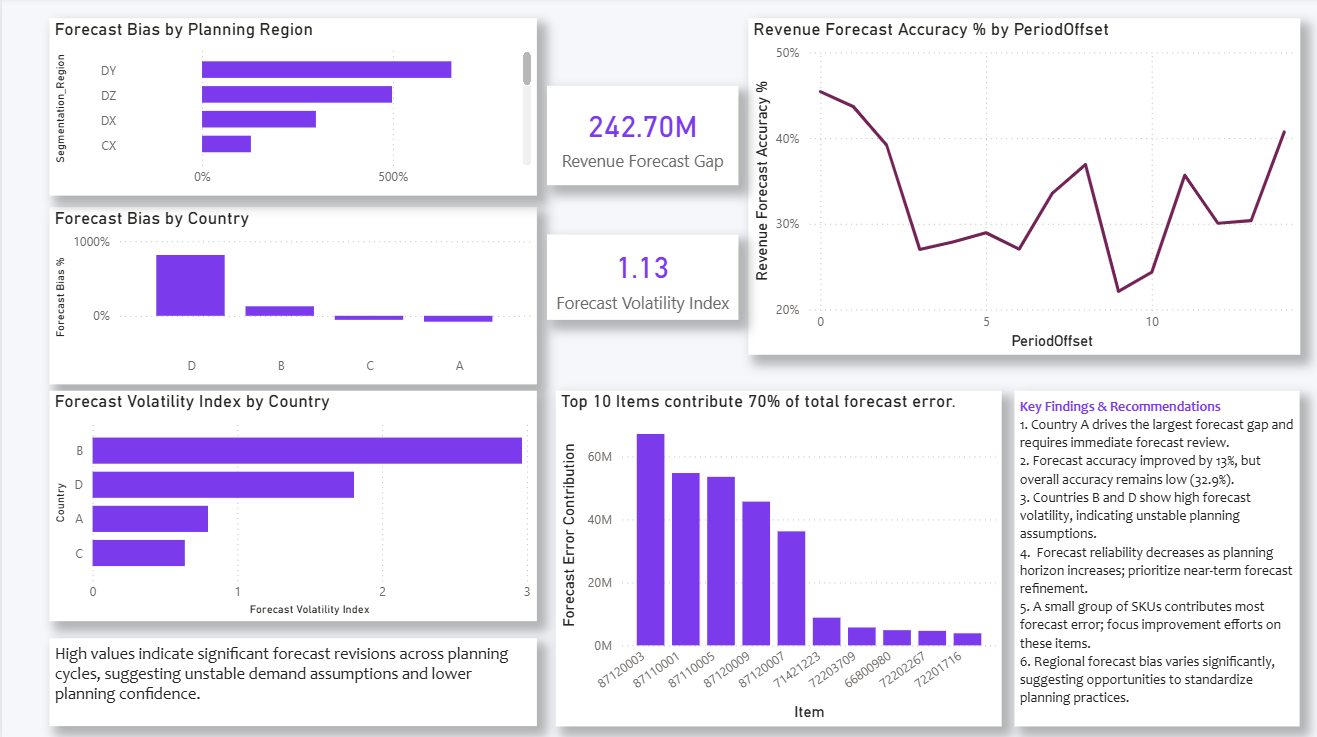 Forecast Bias by Planning Region
Segmentation_Region
DY
DZ
DX
CX
0%
500%
242.70M
Revenue Forecast Gap
1.13
Forecast Volatility Index
Revenue Forecast Accuracy % by PeriodOffset
Revenue Forecast Accuracy %
50%
40%
30%
20%
0
5
10
PeriodOffset
Forecast Bias by Country
Forecast Bias %
1000%
0%
D
B
C
A
Forecast Volatility Index by Country
Country
B
D
A
C
0
1
2
3
Forecast Volatility Index
High values indicate significant forecast revisions across planning
cycles, suggesting unstable demand assumptions and lower
planning confidence.
Top 10 Items contribute 70% of total forecast error.
Forecast Error Contribution
60M
40M
20M
0M
87120003
87110001
87110005
87120009
87120007
71421223
72203709
66800980
72202267
72201716
Item
Key Findings & Recommendations
1. Country A drives the largest forecast gap and
requires immediate forecast review.
2. Forecast accuracy improved by 13%, but
overall accuracy remains low (32.9%).
3. Countries B and D show high forecast
volatility, indicating unstable planning
assumptions.
4. Forecast reliability decreases as planning
horizon increases; prioritize near-term forecast
refinement.
5. A small group of SKUs contributes most
forecast error; focus improvement efforts on
these items.
6. Regional forecast bias varies significantly,
suggesting opportunities to standardize
planning practices.